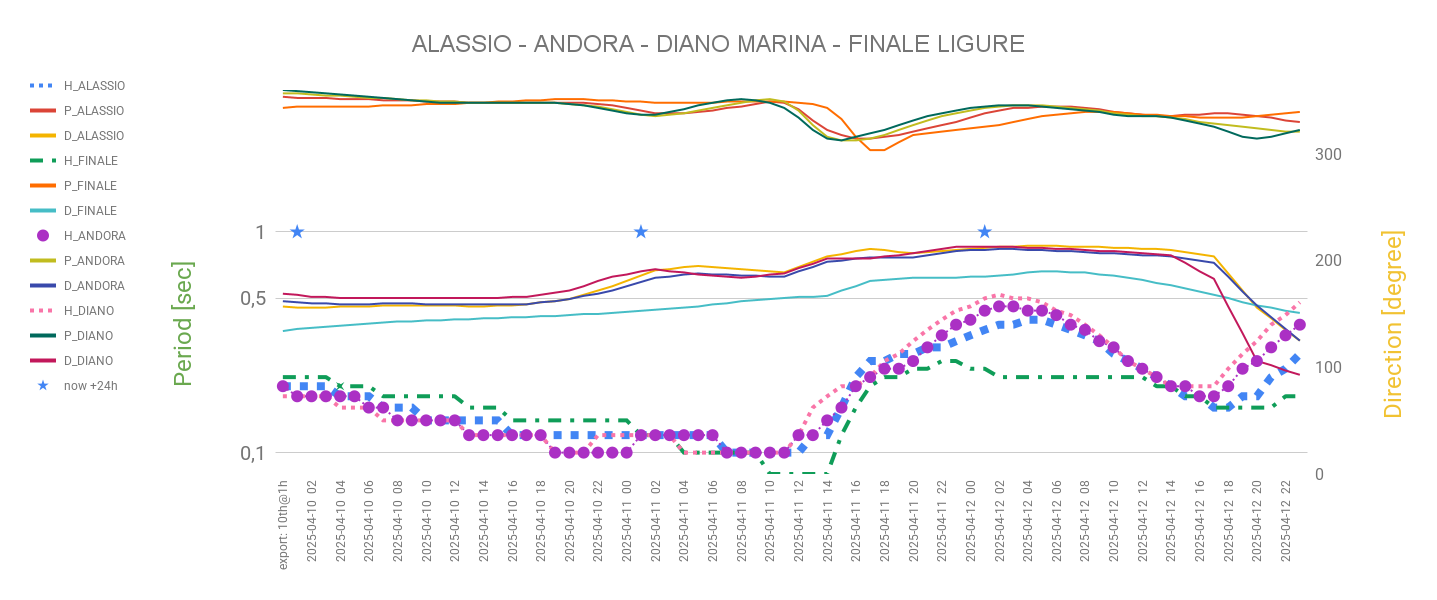 ALASSIO - ANDORA - DIANO MARINA - FINALE LIGURE
H_ALASSIO
P_ALASSIO
D_ALASSIO
H_FINALE
P_FINALE
D_FINALE
H_ANDORA
P_ANDORA
D_ANDORA
H_DIANO
P_DIANO
D_DIANO
now +24h
Period [sec]
1
0,5
0,1
300
200
100
0
Direction [degree]
export: 10th@1h
2025-04-10 02
2025-04-10 04
2025-04-10 06
2025-04-10 08
2025-04-10 10
2025-04-10 12
2025-04-10 14
2025-04-10 16
2025-04-10 18
2025-04-10 20
2025-04-10 22
2025-04-11 00
2025-04-11 02
2025-04-11 04
2025-04-11 06
2025-04-11 08
2025-04-11 10
2025-04-11 12
2025-04-11 14
2025-04-11 16
2025-04-11 18
2025-04-11 20
2025-04-11 22
2025-04-12 00
2025-04-12 02
2025-04-12 04
2025-04-12 06
2025-04-12 08
2025-04-12 10
2025-04-12 12
2025-04-12 14
2025-04-12 16
2025-04-12 18
2025-04-12 20
2025-04-12 22